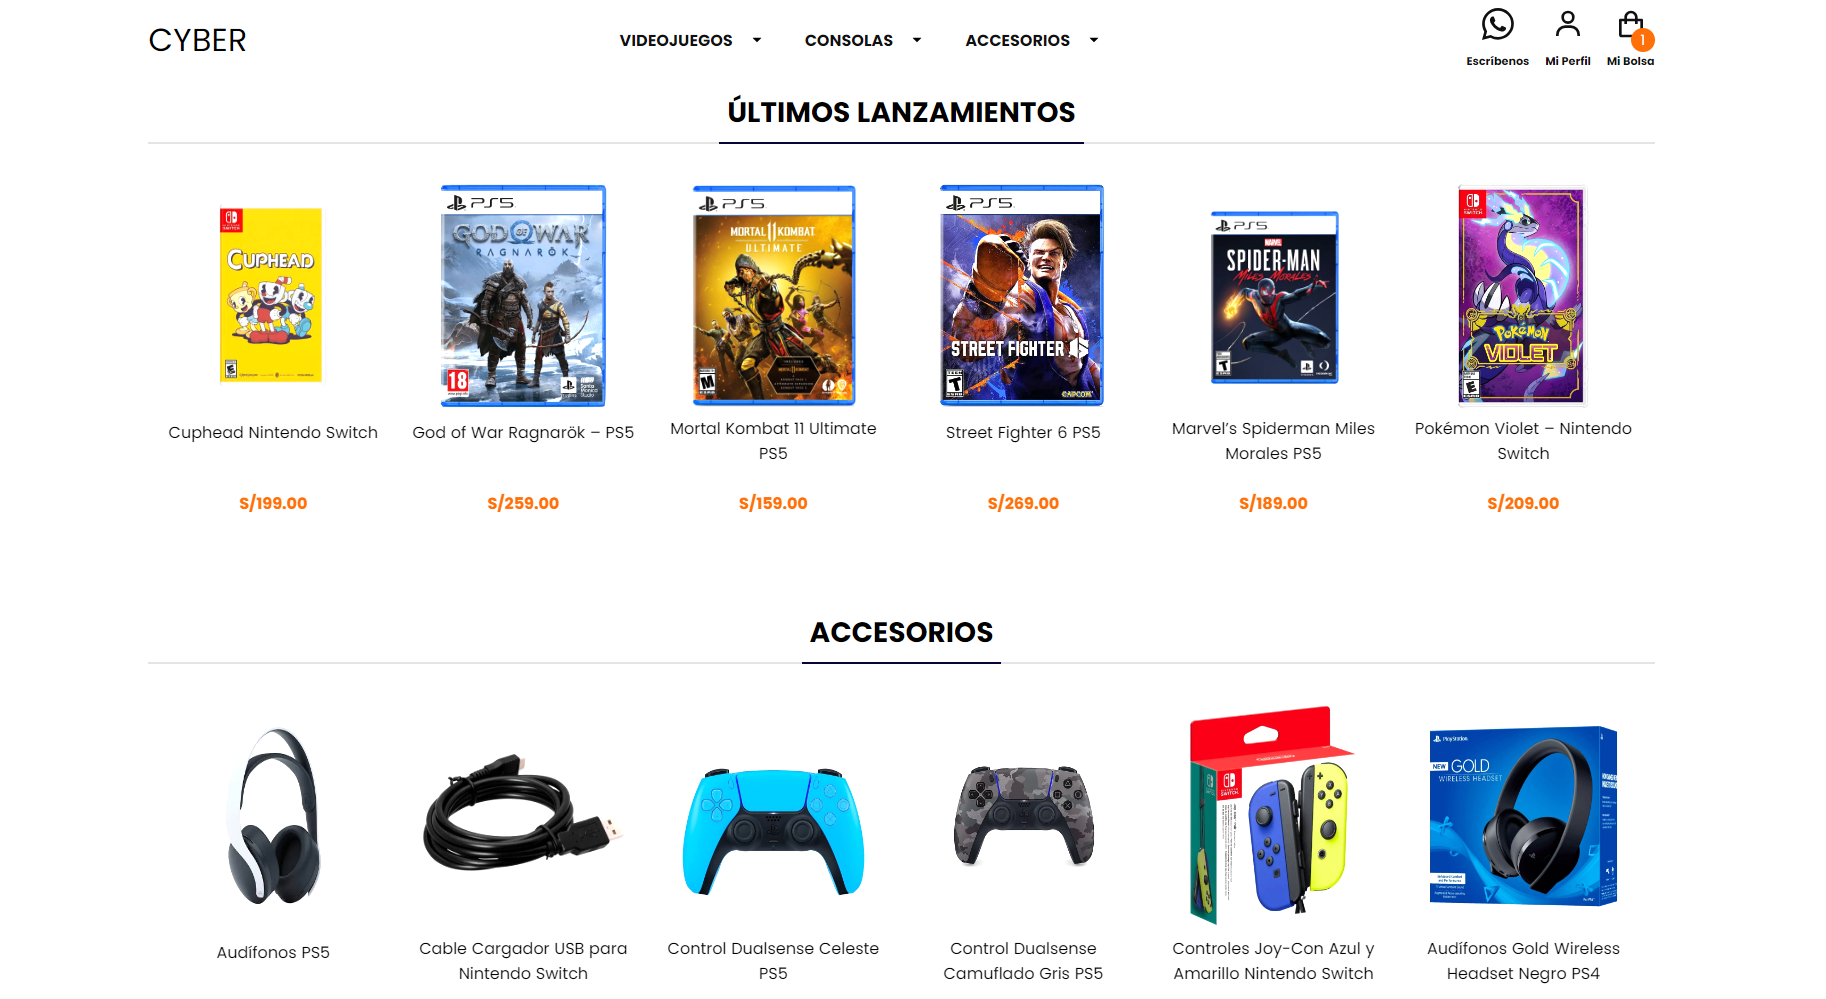 CYBER
VIDEOJUEGOS
CONSOLAS
ACCESORIOS
Escríbenos
Mi Perfil
1
Mi Bolsa
ÚLTIMOS LANZAMIENTOS
CUPHEAD
PS5
GOD OF WAR
RAGNARÖK
18
PS5
MORTAL KOMBAT 11
ULTIMATE
M
PS5
STREET FIGHTER 6
T
CAPCOM
PS5
MARVEL
SPIDER-MAN
MILES MORALES
T
POKéMON
VIOLET
E
Cuphead Nintendo Switch
God of War Ragnarök – PS5
Mortal Kombat 11 Ultimate
PS5
Street Fighter 6 PS5
Marvel’s Spiderman Miles
Morales PS5
Pokémon Violet – Nintendo
Switch
S/199.00
S/259.00
S/159.00
S/269.00
S/189.00
S/209.00
ACCESORIOS
PlayStation
NEW GOLD
WIRELESS HEADSET
Audífonos PS5
Cable Cargador USB para
Nintendo Switch
Control Dualsense Celeste
PS5
Control Dualsense
Camuflado Gris PS5
Controles Joy-Con Azul y
Amarillo Nintendo Switch
Audífonos Gold Wireless
Headset Negro PS4